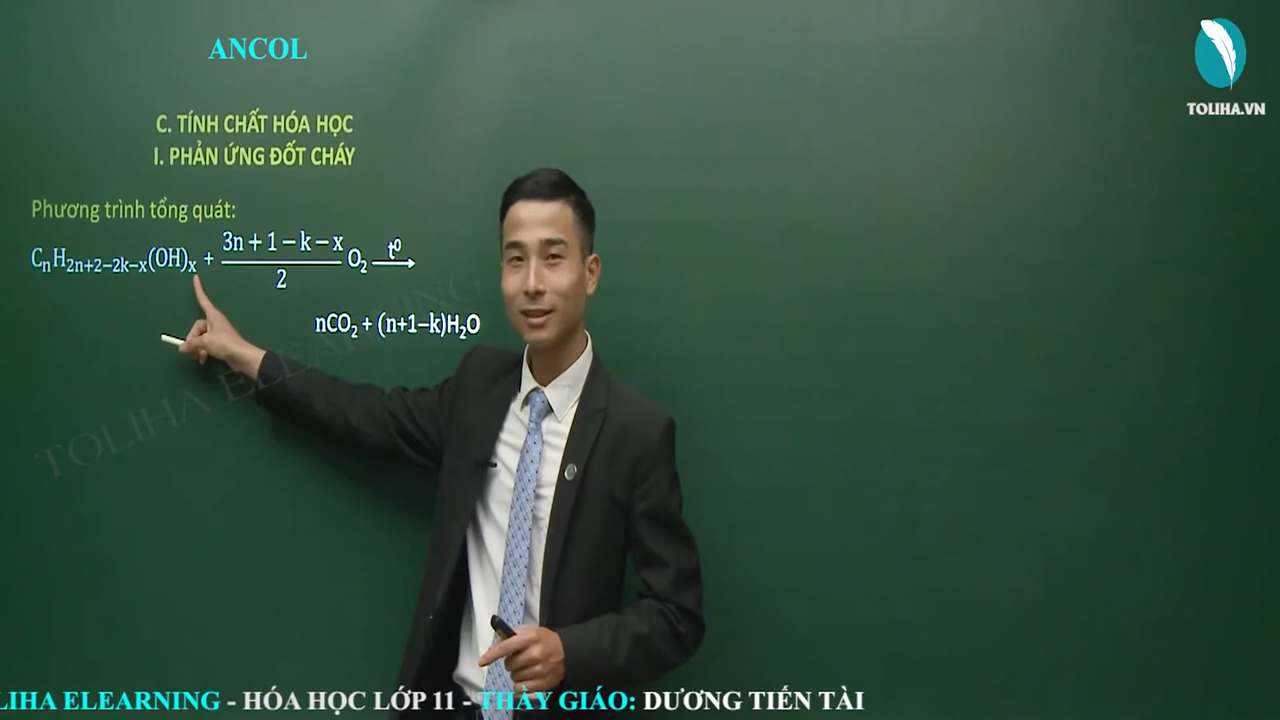 ANCOL
TOLIHA.VN
C. TÍNH CHẤT HÓA HỌC
I. PHẢN ỨNG ĐỐT CHÁY
Phương trình tổng quát:
CₙH₂ₙ₊₂₋₂ₖ₋ₓ(OH)ₓ + (3n + 1 − k − x)/2 O₂ →(t⁰)
nCO₂ + (n+1−k)H₂O
TOLIHA ELEARNING
LIHA ELEARNING - HÓA HỌC LỚP 11 - THẦY GIÁO: DƯƠNG TIẾN TÀI